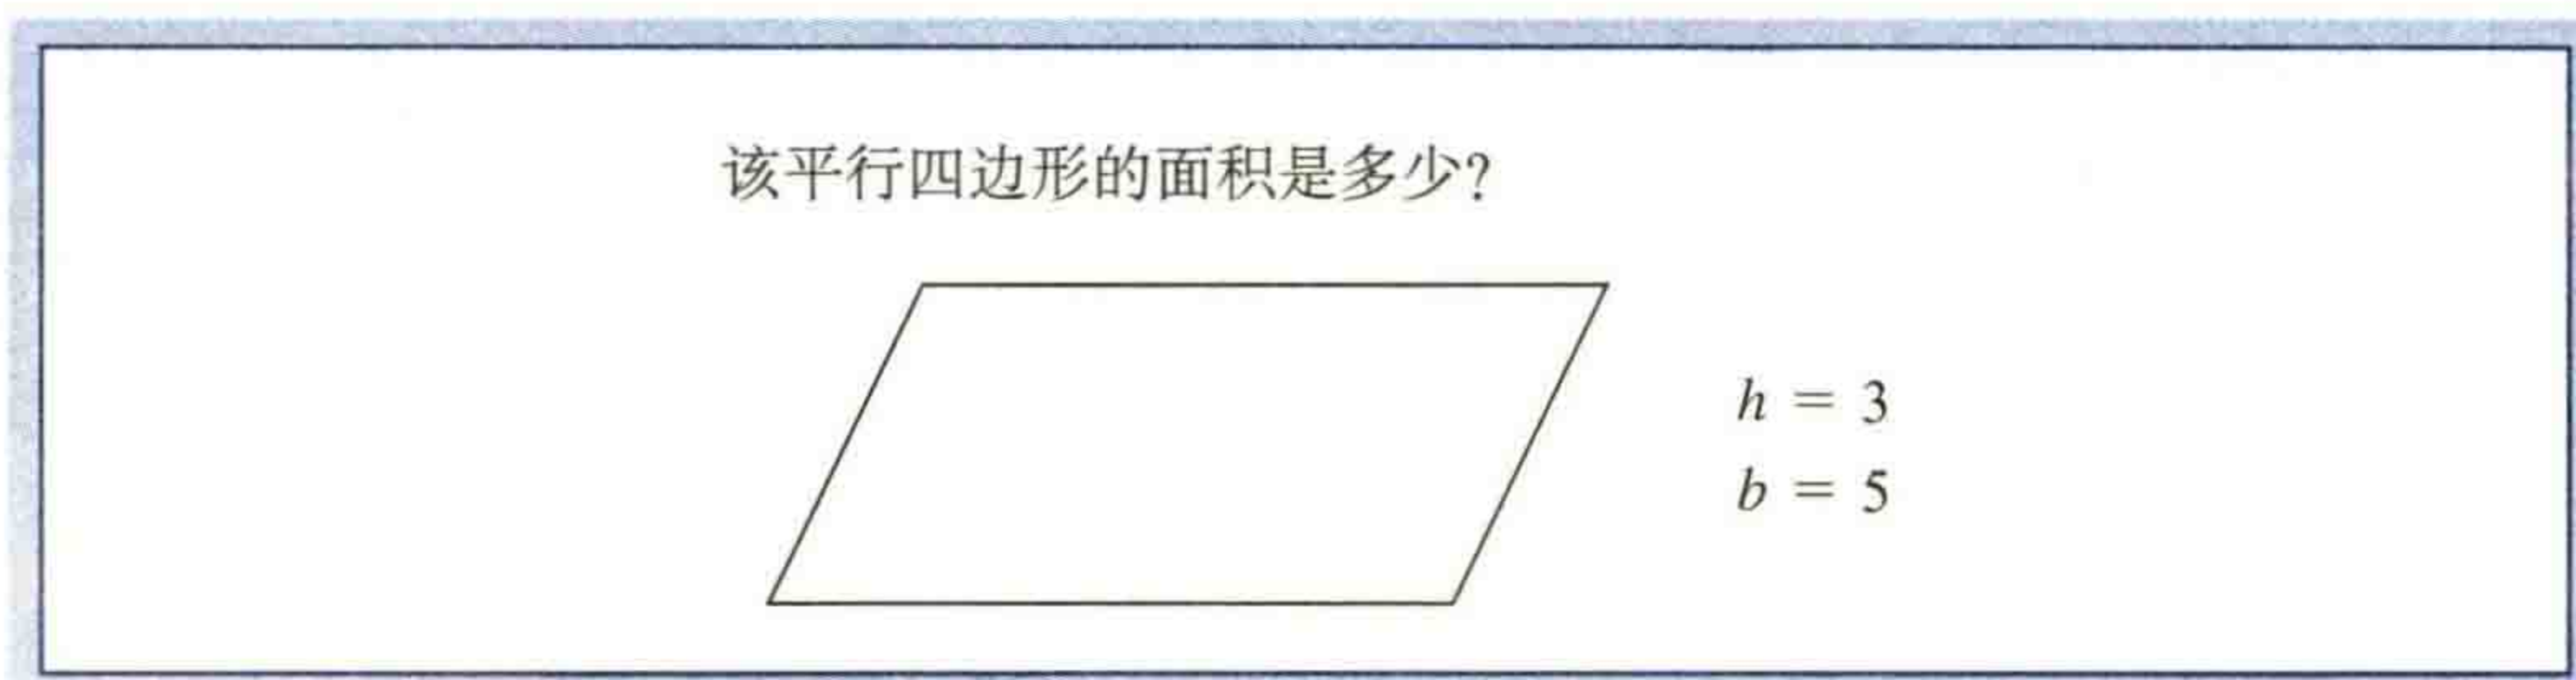 该平行四边形的面积是多少?
h = 3
b = 5